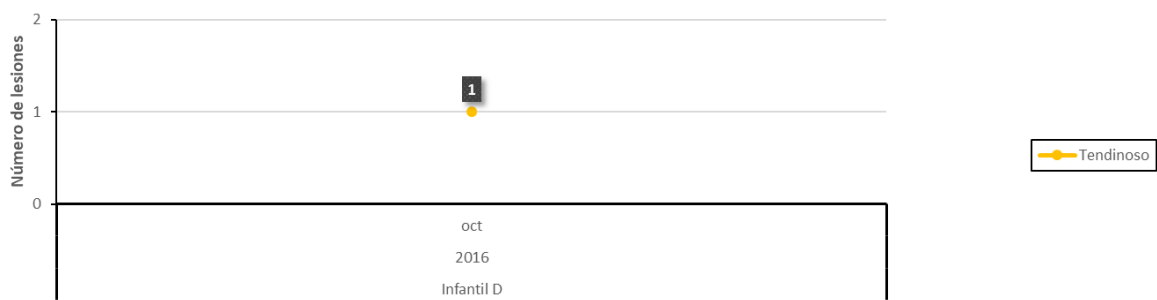 Número de lesiones
2
1
0
1
oct
2016
Infantil D
Tendinoso